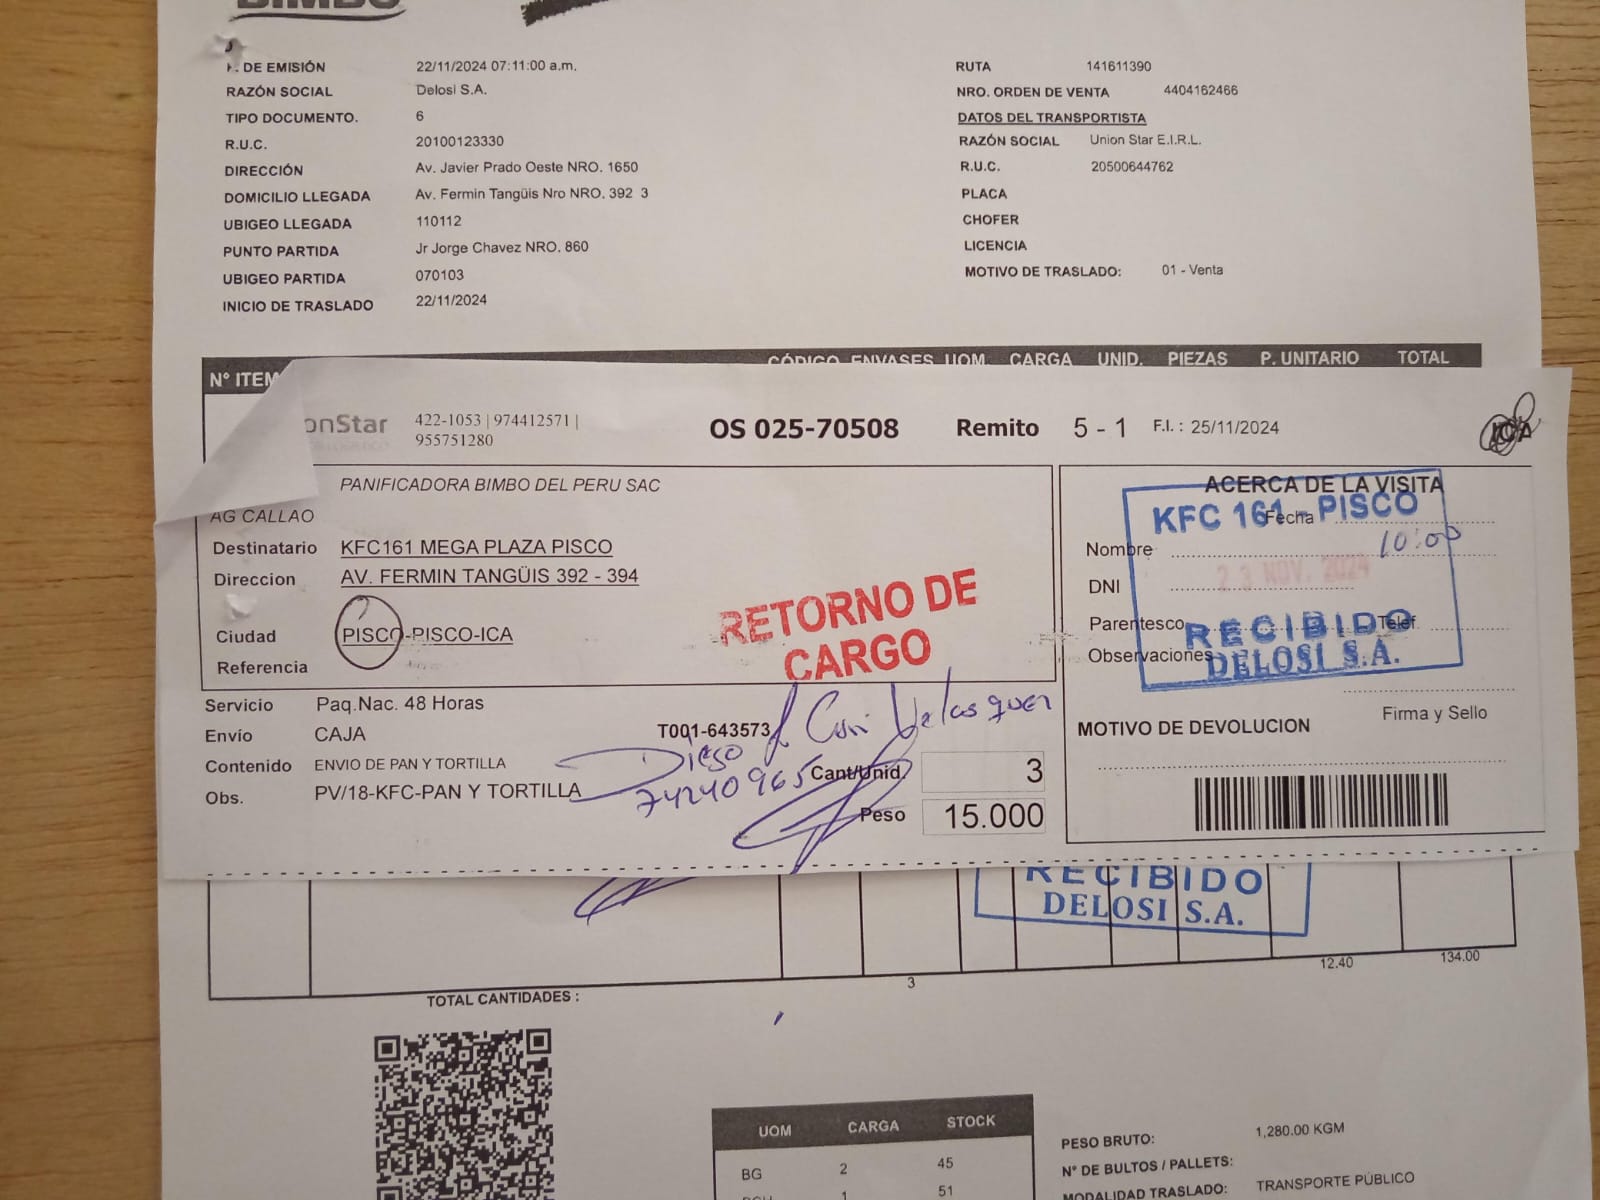 BIMBO
F. DE EMISIÓN 22/11/2024 07:11:00 a.m.
RAZÓN SOCIAL Delosi S.A.
TIPO DOCUMENTO. 6
R.U.C. 20100123330
DIRECCIÓN Av. Javier Prado Oeste NRO. 1650
DOMICILIO LLEGADA Av. Fermin Tangüis Nro NRO. 392 3
UBIGEO LLEGADA 110112
PUNTO PARTIDA Jr Jorge Chavez NRO. 860
UBIGEO PARTIDA 070103
INICIO DE TRASLADO 22/11/2024
RUTA 141611390
NRO. ORDEN DE VENTA 4404162466
DATOS DEL TRANSPORTISTA
RAZÓN SOCIAL Union Star E.I.R.L.
R.U.C. 20500644762
PLACA
CHOFER
LICENCIA
MOTIVO DE TRASLADO: 01 - Venta
N° ITEM CÓDIGO ENVASES UOM. CARGA UNID. PIEZAS P. UNITARIO TOTAL
onStar 422-1053 | 974412571 |
955751280
OS 025-70508 Remito 5 - 1 F.I. : 25/11/2024
ICA
PANIFICADORA BIMBO DEL PERU SAC
AG CALLAO
Destinatario KFC161 MEGA PLAZA PISCO
Direccion AV. FERMIN TANGÜIS 392 - 394
Ciudad PISCO-PISCO-ICA
Referencia
RETORNO DE
CARGO
Servicio Paq.Nac. 48 Horas
Envío CAJA T001-643573
Contenido ENVIO DE PAN Y TORTILLA
Obs. PV/18-KFC-PAN Y TORTILLA
Diego
74240965
Cant/Unid. 3
Peso 15.000
ACERCA DE LA VISITA
Fecha
Nombre
DNI
Parentesco Telef.
Observaciones
KFC 161 - PISCO
10:00
23 NOV. 2024
RECIBIDO
DELOSI S.A.
Firma y Sello
MOTIVO DE DEVOLUCION
RECIBIDO
DELOSI S.A.
12.40 134.00
TOTAL CANTIDADES : 3
UOM CARGA STOCK
BG 2 45
1 51
PESO BRUTO: 1,280.00 KGM
N° DE BULTOS / PALLETS:
MODALIDAD TRASLADO: TRANSPORTE PÚBLICO